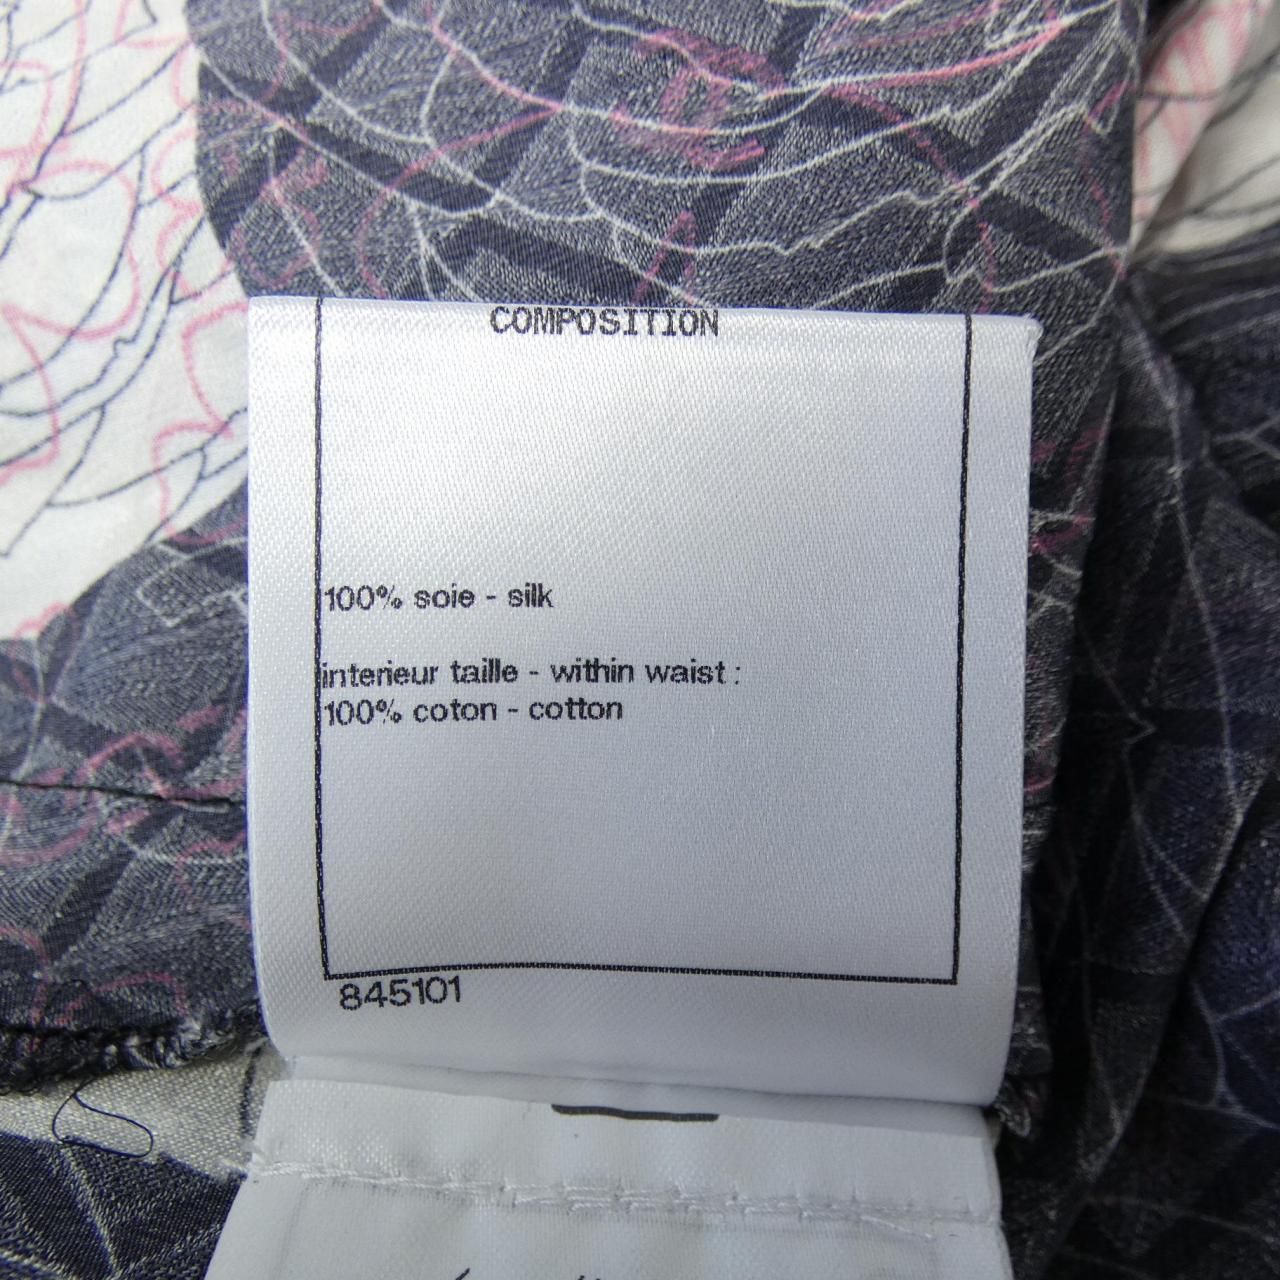 COMPOSITION
100% soie - silk
interieur taille - within waist :
100% coton - cotton
845101